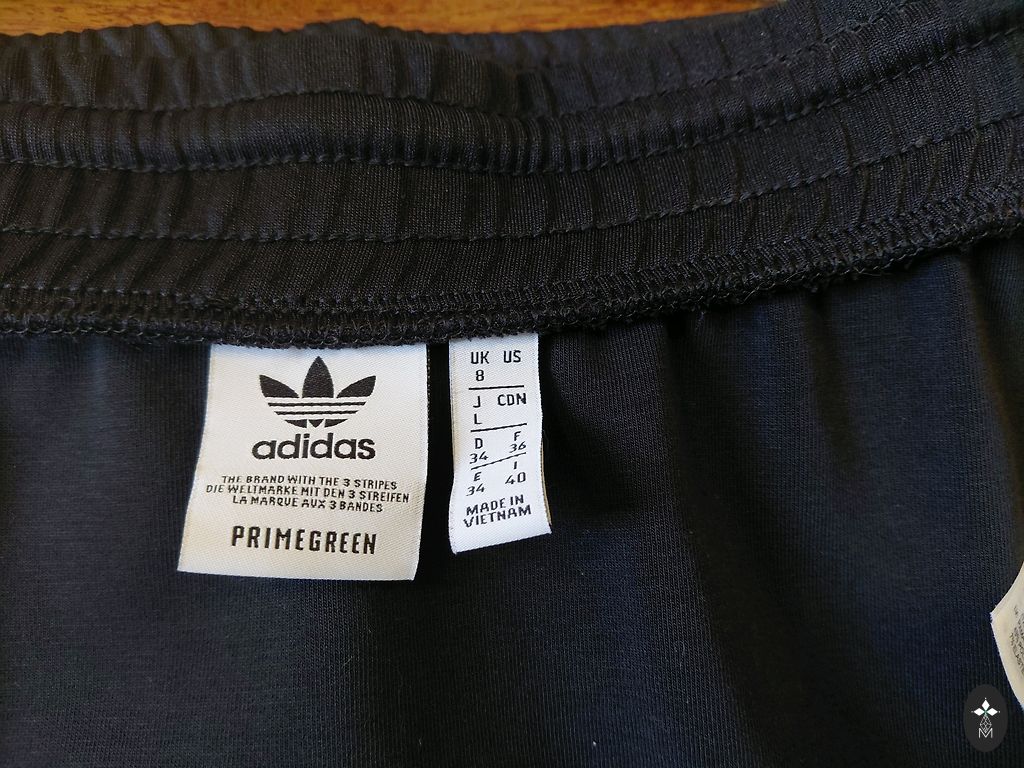 adidas
THE BRAND WITH THE 3 STRIPES
DIE WELTMARKE MIT DEN 3 STREIFEN
LA MARQUE AUX 3 BANDES
PRIMEGREEN
UK US
8
J CDN
L
D F
34 36
E I
34 40
MADE IN
VIETNAM
M